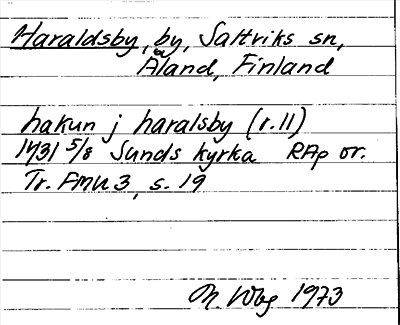 Haraldsby, by, Saltviks sn,
Åland, Finland
hakun j haralsby (r.11)
1431 5/8 Sunds kyrka RAp or.
Tr. FMU 3, s. 19
1973